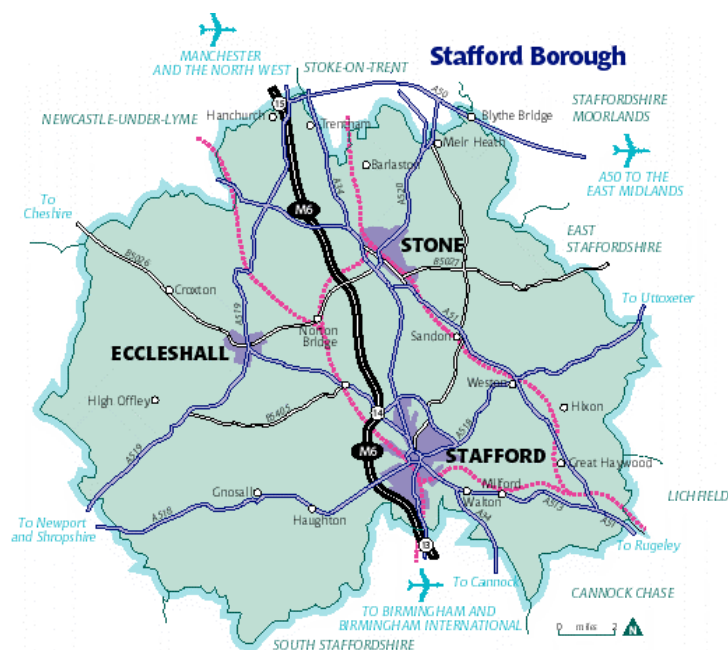 MANCHESTER
AND THE NORTH WEST
STOKE-ON-TRENT
Stafford Borough
NEWCASTLE-UNDER-LYME
Hanchurch
15
Trentham
A50
Blythe Bridge
STAFFORDSHIRE
MOORLANDS
Meir Heath
Barlaston
A34
A520
A50 TO THE
EAST MIDLANDS
To
Cheshire
M6
STONE
EAST
STAFFORDSHIRE
B5026
B5027
Croxton
A519
A51
To Uttoxeter
Norton
Bridge
Sandon
ECCLESHALL
Weston
High Offley
B5405
14
A518
Hixon
M6
STAFFORD
A519
Great Haywood
Gnosall
Milford
Walton
LICHFIELD
To Newport
and Shropshire
A518
Haughton
A34
A513
A51
13
To Rugeley
To Cannock
CANNOCK CHASE
TO BIRMINGHAM AND
BIRMINGHAM INTERNATIONAL
SOUTH STAFFORDSHIRE
0 miles 2
N